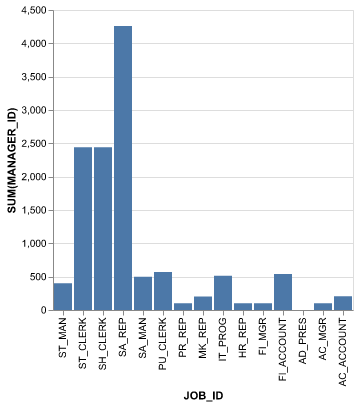 4,500
4,000
3,500
3,000
2,500
2,000
1,500
1,000
500
0
SUM(MANAGER_ID)
ST_MAN
ST_CLERK
SH_CLERK
SA_REP
SA_MAN
PU_CLERK
PR_REP
MK_REP
IT_PROG
HR_REP
FI_MGR
FI_ACCOUNT
AD_PRES
AC_MGR
AC_ACCOUNT
JOB_ID